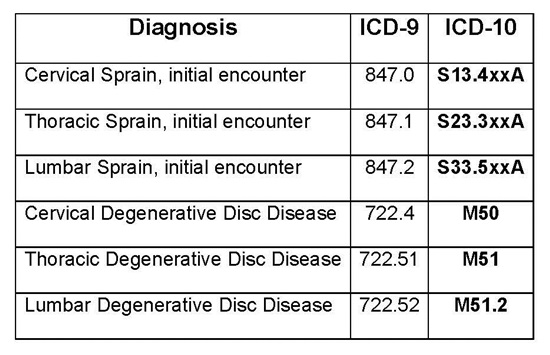 Diagnosis ICD-9 ICD-10
Cervical Sprain, initial encounter 847.0 S13.4xxA
Thoracic Sprain, initial encounter 847.1 S23.3xxA
Lumbar Sprain, initial encounter 847.2 S33.5xxA
Cervical Degenerative Disc Disease 722.4 M50
Thoracic Degenerative Disc Disease 722.51 M51
Lumbar Degenerative Disc Disease 722.52 M51.2